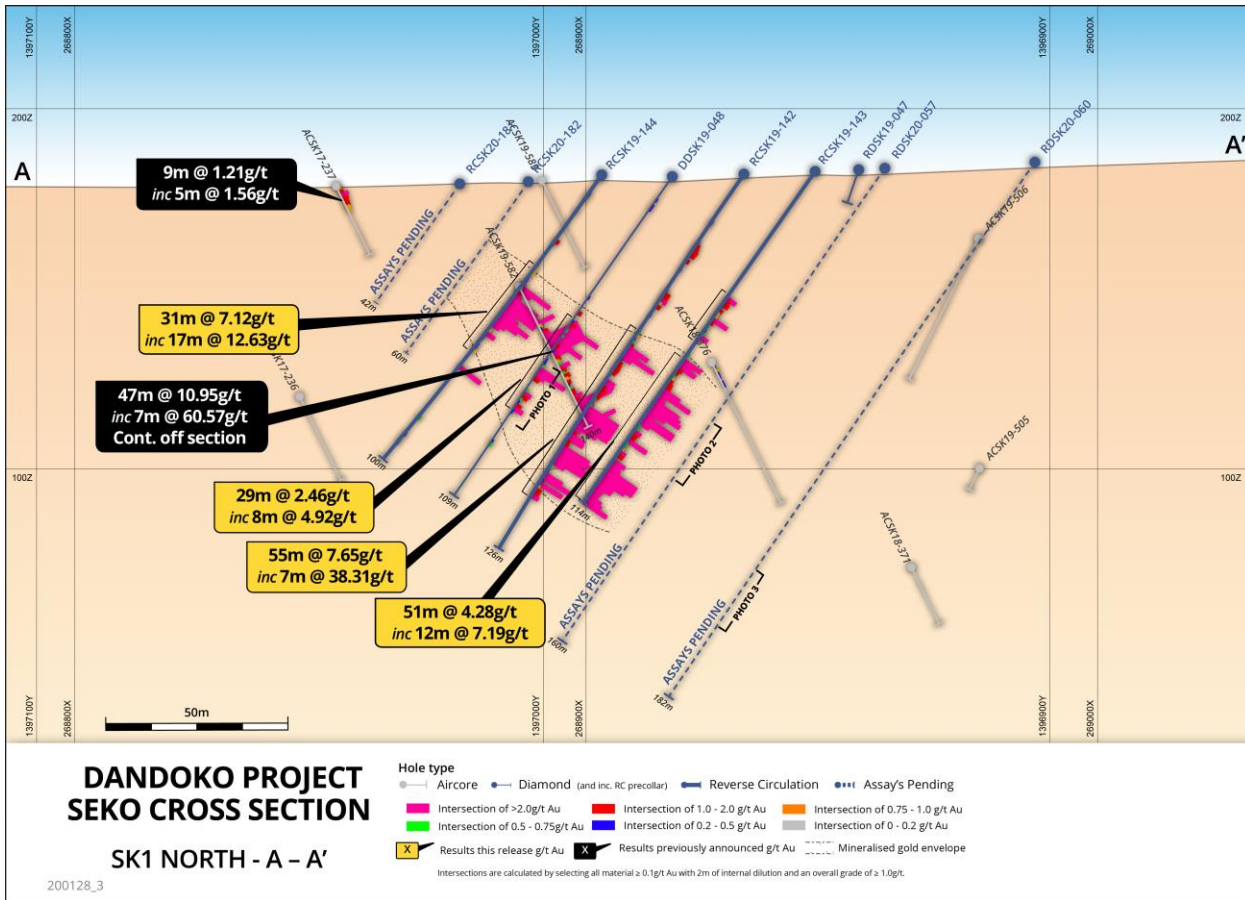 1397100Y
268800X
1397000Y
268900X
1396900Y
269000X
200Z
200Z
A
A'
ACSK17-237
RCSK20-181
RCSK20-182
ACSK19-58
RCSK19-144
DDSK19-048
RCSK19-142
RCSK19-143
RDSK19-047
RDSK20-057
RDSK20-060
ACSK19-506
9m @ 1.21g/t
inc 5m @ 1.56g/t
ASSAYS PENDING
42m
ASSAYS PENDING
60m
ACSK19-582
31m @ 7.12g/t
inc 17m @ 12.63g/t
ACSK17-236
47m @ 10.95g/t
inc 7m @ 60.57g/t
Cont. off section
PHOTO 1
140m
PHOTO 2
ACSK19-505
100Z
100Z
100m
109m
114m
126m
29m @ 2.46g/t
inc 8m @ 4.92g/t
55m @ 7.65g/t
inc 7m @ 38.31g/t
51m @ 4.28g/t
inc 12m @ 7.19g/t
ACSK18-371
ASSAYS PENDING
160m
PHOTO 3
ASSAYS PENDING
182m
1397100Y
268800X
1397000Y
268900X
1396900Y
269000X
50m
DANDOKO PROJECT
SEKO CROSS SECTION
SK1 NORTH - A – A’
200128_3
Hole type
Aircore
Diamond (and inc. RC precollar)
Reverse Circulation
Assay's Pending
Intersection of >2.0g/t Au
Intersection of 1.0 - 2.0 g/t Au
Intersection of 0.75 - 1.0 g/t Au
Intersection of 0.5 - 0.75g/t Au
Intersection of 0.2 - 0.5 g/t Au
Intersection of 0 - 0.2 g/t Au
X Results this release g/t Au
X Results previously announced g/t Au
Mineralised gold envelope
Intersections are calculated by selecting all material ≥ 0.1g/t Au with 2m of internal dilution and an overall grade of ≥ 1.0g/t.